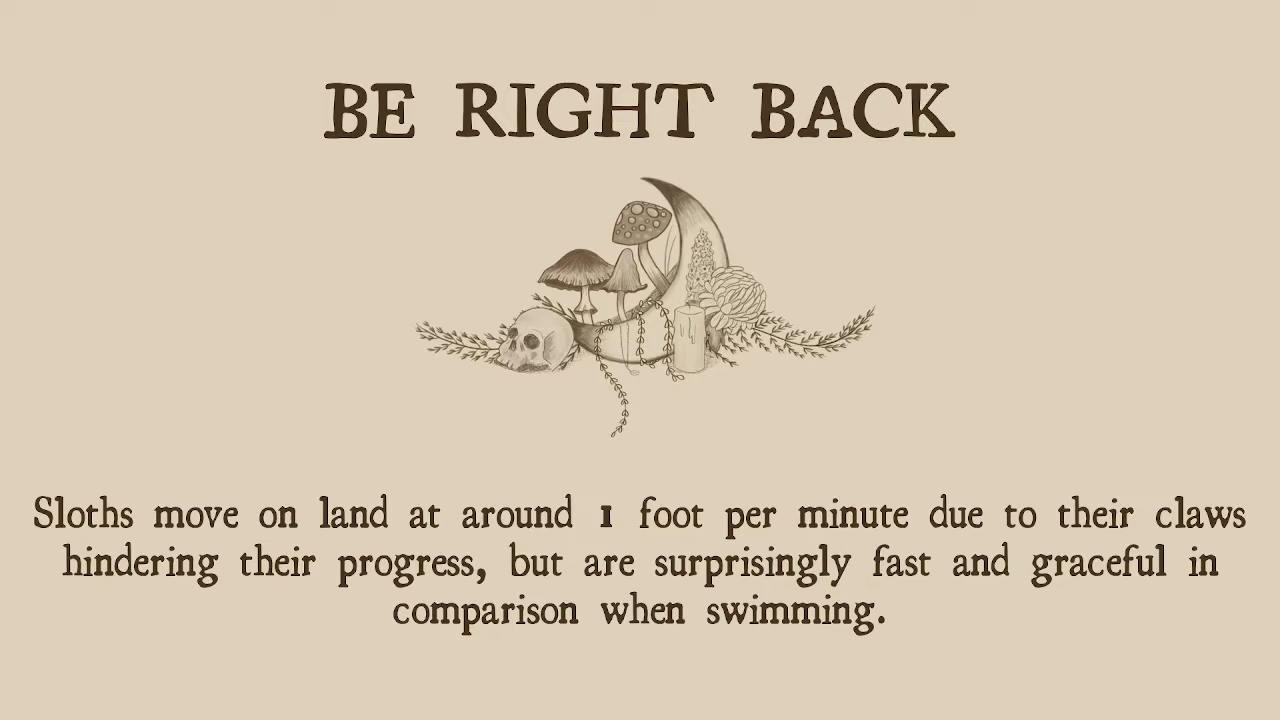 BE RIGHT BACK
Sloths move on land at around 1 foot per minute due to their claws
hindering their progress, but are surprisingly fast and graceful in
comparison when swimming.